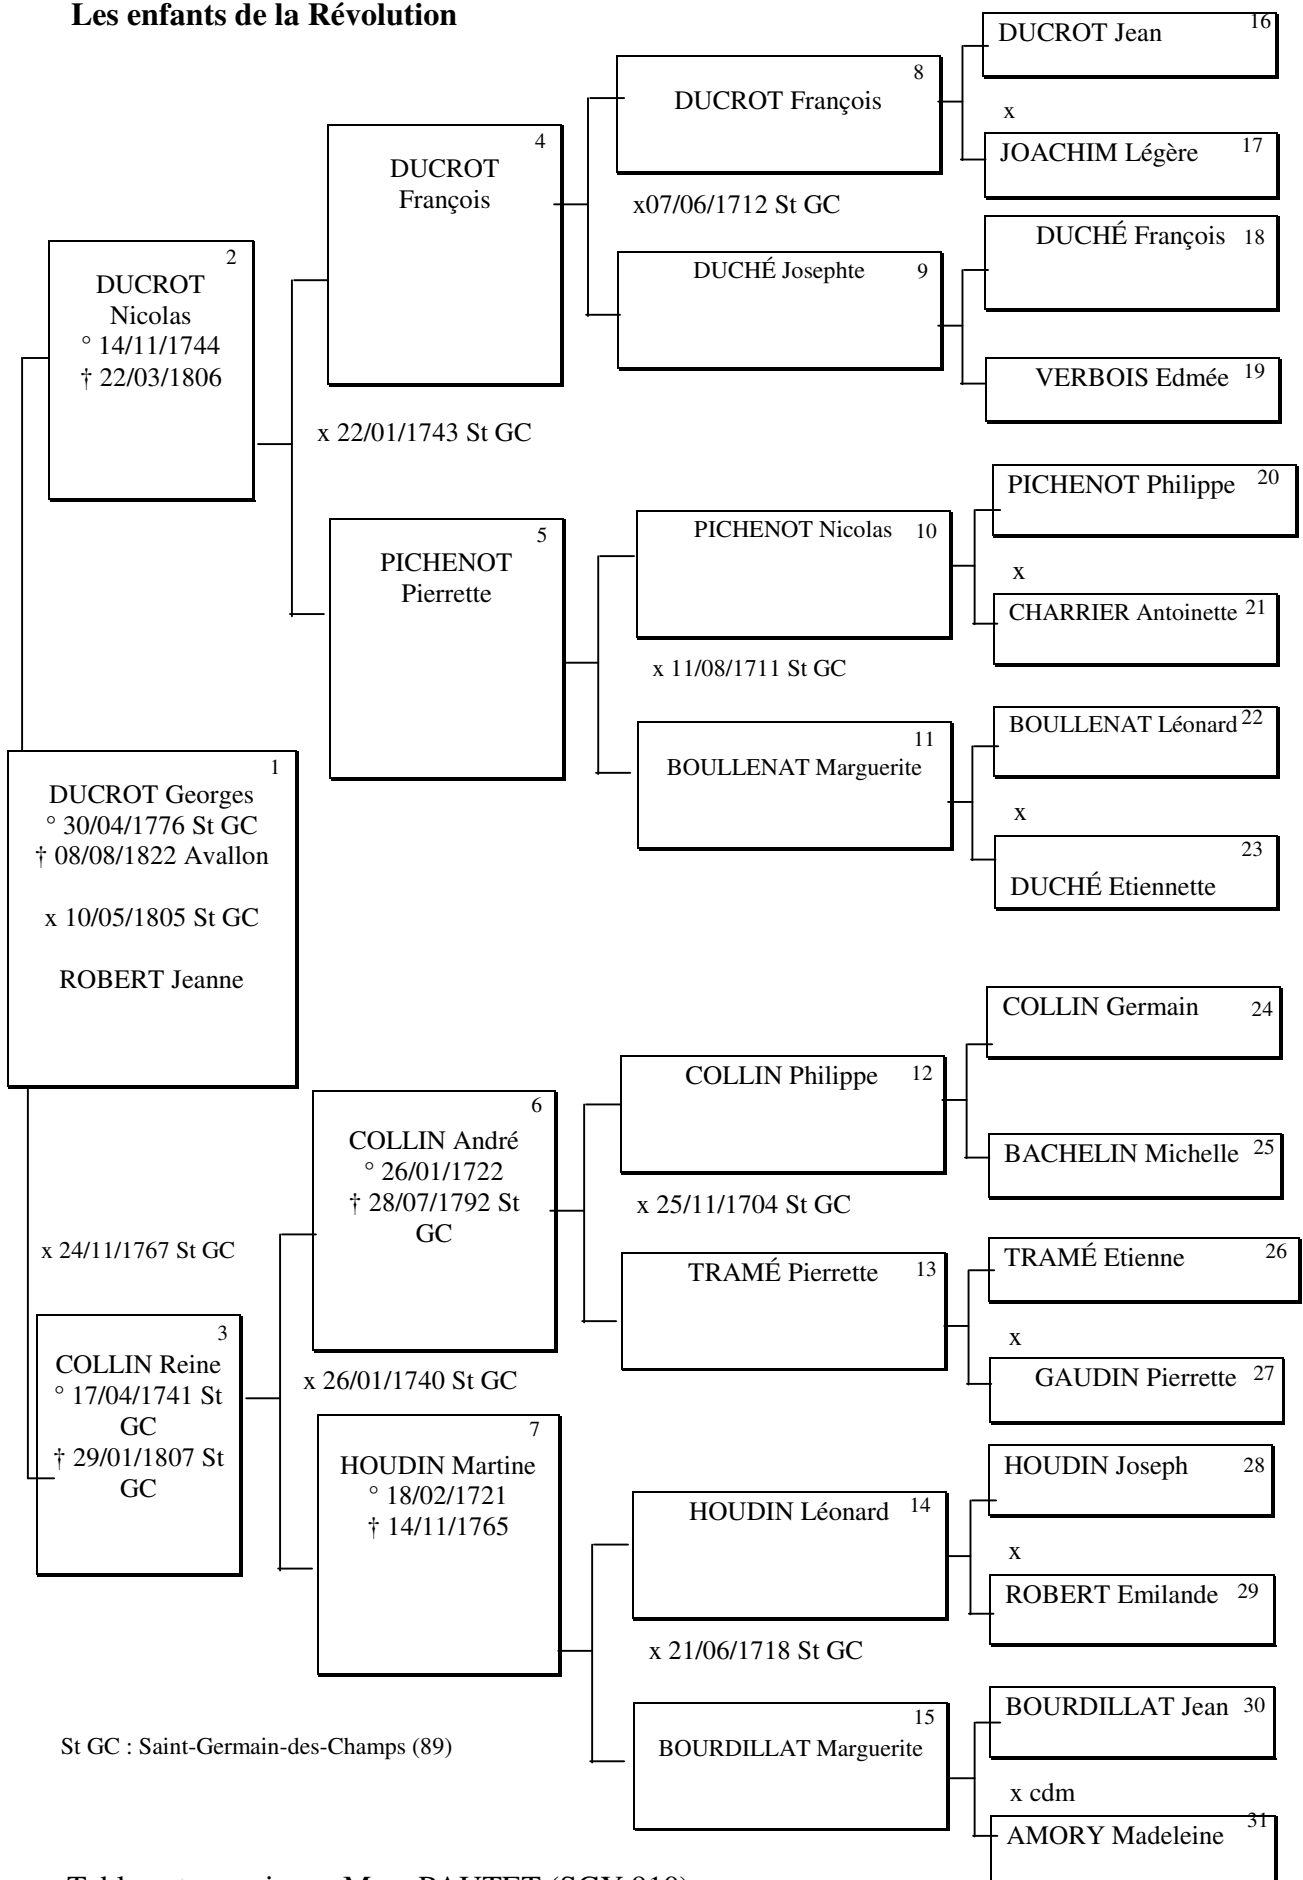 Les enfants de la Révolution
16
DUCROT Jean
x
17
JOACHIM Légère
8
DUCROT François
x07/06/1712 St GC
DUCHÉ Josephte 9
DUCHÉ François 18
VERBOIS Edmée 19
4
DUCROT
François
x 22/01/1743 St GC
2
DUCROT
Nicolas
° 14/11/1744
† 22/03/1806
5
PICHENOT
Pierrette
PICHENOT Nicolas 10
x 11/08/1711 St GC
11
BOULLENAT Marguerite
PICHENOT Philippe 20
x
CHARRIER Antoinette 21
BOULLENAT Léonard 22
x
23
DUCHÉ Etiennette
1
DUCROT Georges
° 30/04/1776 St GC
† 08/08/1822 Avallon
x 10/05/1805 St GC
ROBERT Jeanne
x 24/11/1767 St GC
3
COLLIN Reine
° 17/04/1741 St
GC
† 29/01/1807 St
GC
6
COLLIN André
° 26/01/1722
† 28/07/1792 St
GC
x 26/01/1740 St GC
7
HOUDIN Martine
° 18/02/1721
† 14/11/1765
COLLIN Philippe 12
x 25/11/1704 St GC
TRAMÉ Pierrette 13
COLLIN Germain 24
BACHELIN Michelle 25
TRAMÉ Etienne 26
x
GAUDIN Pierrette 27
HOUDIN Léonard 14
x 21/06/1718 St GC
15
BOURDILLAT Marguerite
HOUDIN Joseph 28
x
ROBERT Emilande 29
BOURDILLAT Jean 30
x cdm
31
AMORY Madeleine
St GC : Saint-Germain-des-Champs (89)